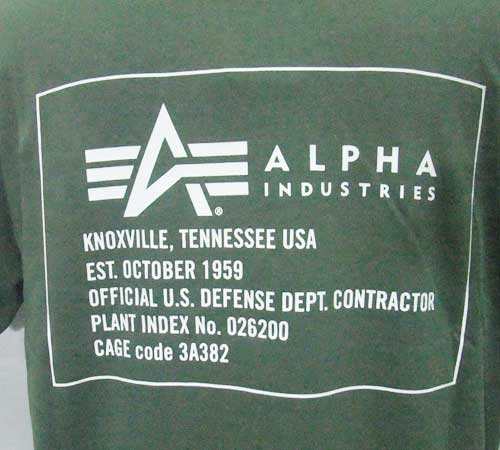 ALPHA
INDUSTRIES
®
KNOXVILLE, TENNESSEE USA
EST. OCTOBER 1959
OFFICIAL U.S. DEFENSE DEPT. CONTRACTOR
PLANT INDEX No. 026200
CAGE code 3A382